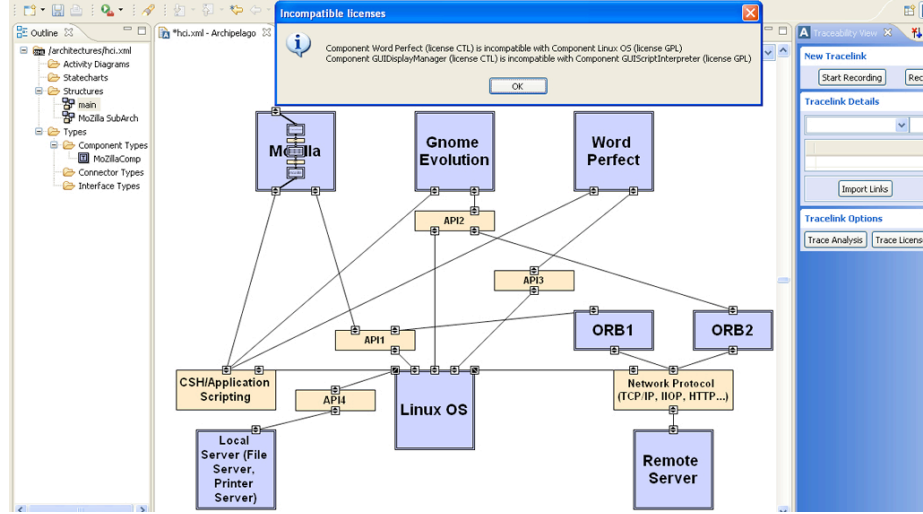 Incompatible licenses
Component Word Perfect (license CTL) is incompatible with Component Linux OS (license GPL)
Component GUIDisplayManager (license CTL) is incompatible with Component GUIScriptInterpreter (license GPL)
OK
Outline
/architectures/hci.xml
Activity Diagrams
Statecharts
Structures
main
MoZilla SubArch
Types
Component Types
MoZillaComp
Connector Types
Interface Types
*hci.xml - Archipelago
Gnome
Evolution
Word
Perfect
API2
API3
ORB1
ORB2
API1
CSH/Application
Scripting
API4
Linux OS
Network Protocol
(TCP/IP, IIOP, HTTP...)
Local
Server (File
Server,
Printer
Server)
Remote
Server
Traceability View
New Tracelink
Start Recording
Rec
Tracelink Details
Import Links
Tracelink Options
Trace Analysis
Trace Licens